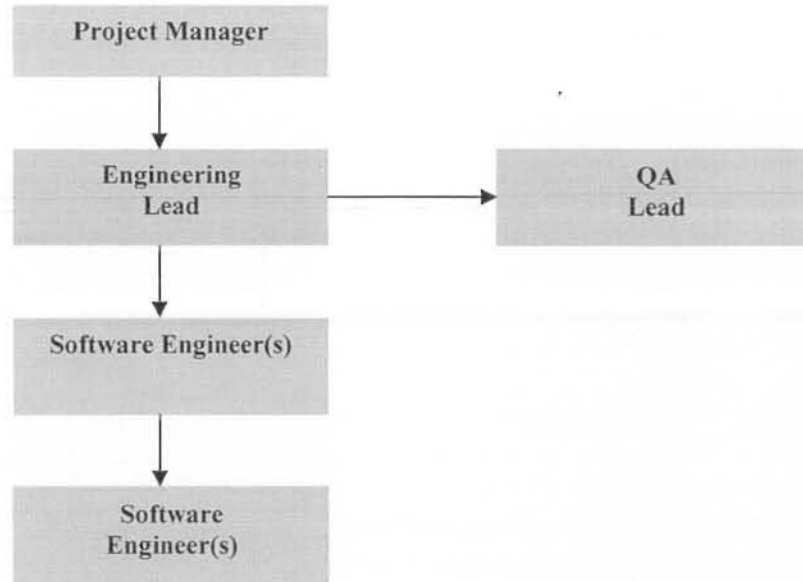 Project Manager
Engineering
Lead
QA
Lead
Software Engineer(s)
Software
Engineer(s)